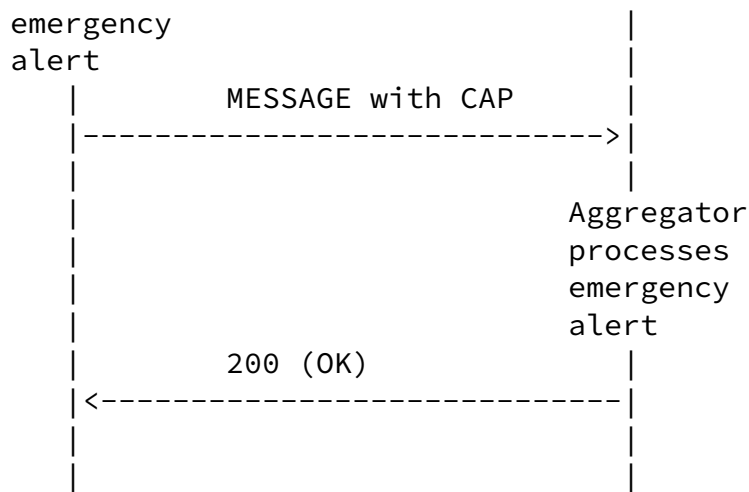 emergency
alert
MESSAGE with CAP
Aggregator
processes
emergency
alert
200 (OK)